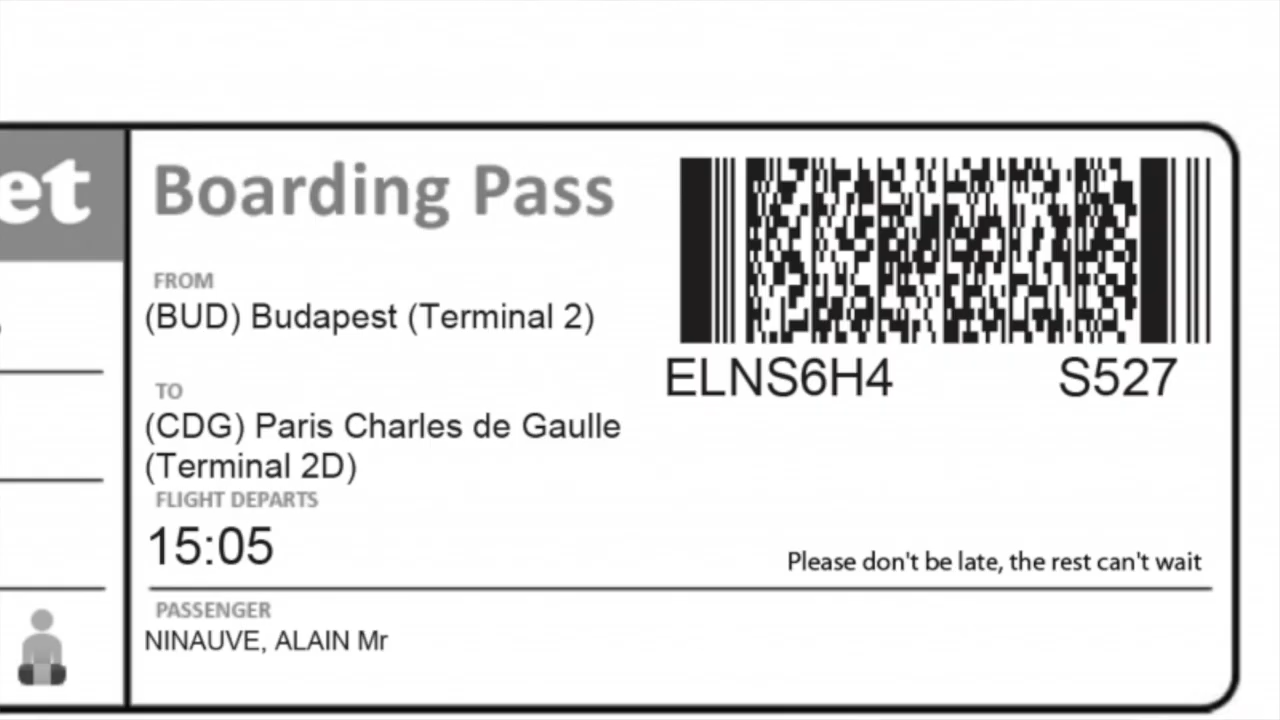 et
Boarding Pass
FROM
(BUD) Budapest (Terminal 2)
TO
(CDG) Paris Charles de Gaulle
(Terminal 2D)
FLIGHT DEPARTS
15:05
ELNS6H4 S527
Please don't be late, the rest can't wait
PASSENGER
NINAUVE, ALAIN Mr